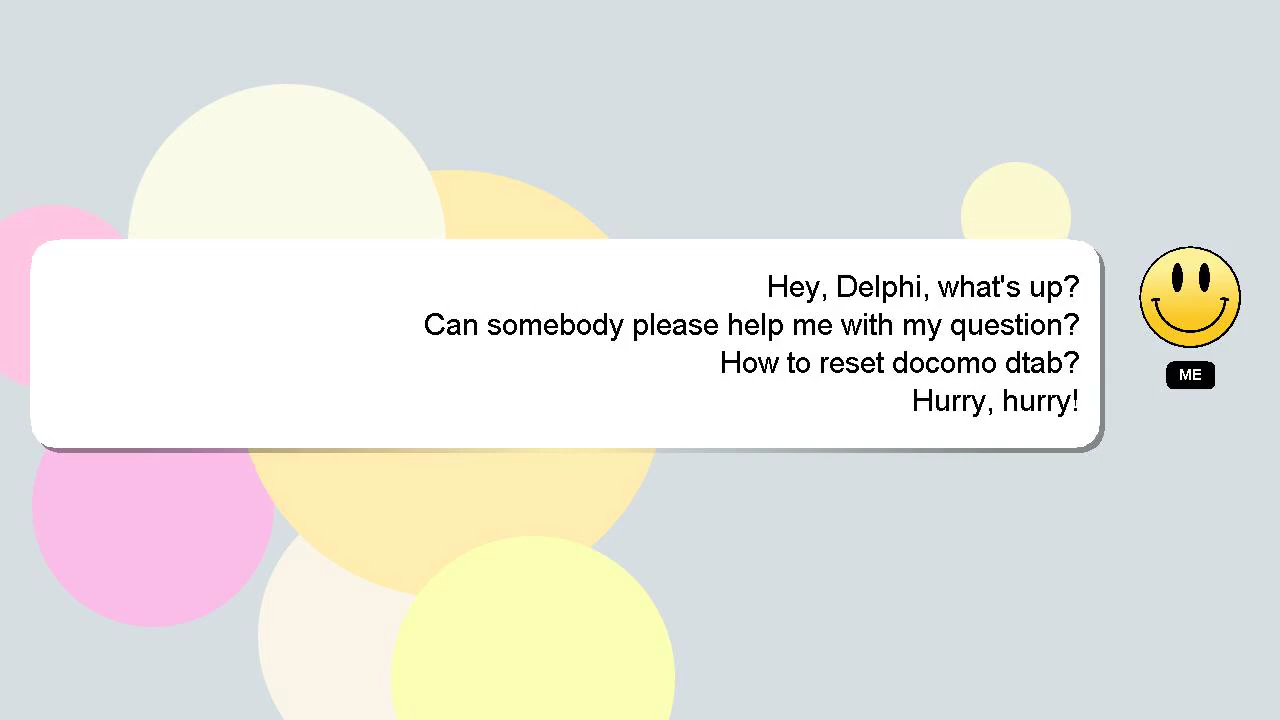 Hey, Delphi, what's up?
Can somebody please help me with my question?
How to reset docomo dtab?
Hurry, hurry!
ME